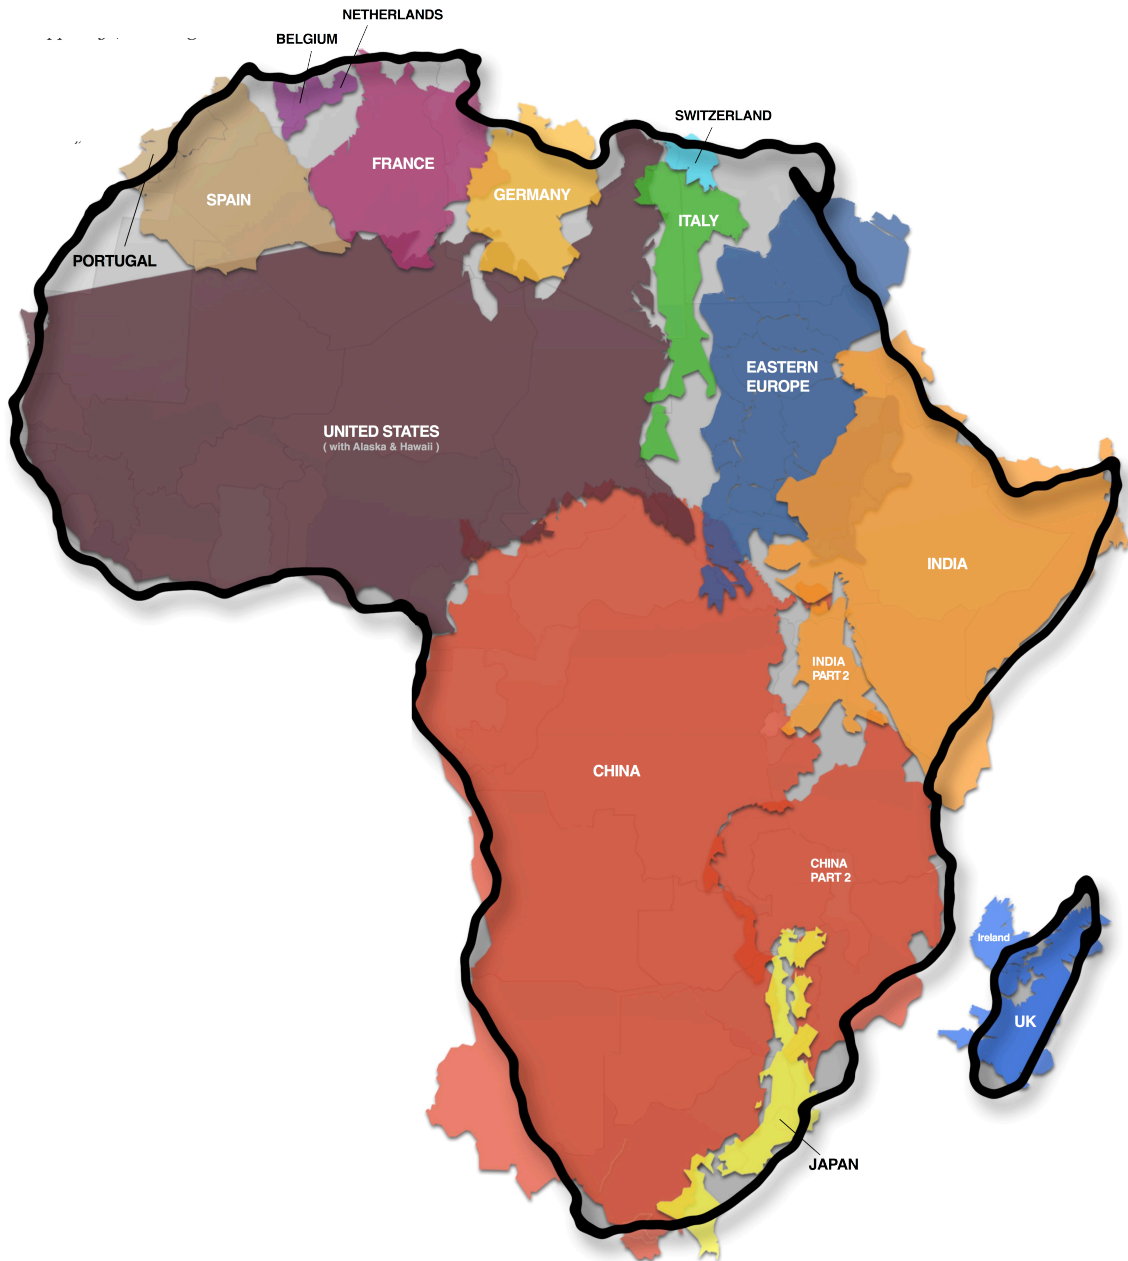 NETHERLANDS
BELGIUM
SWITZERLAND
FRANCE
GERMANY
SPAIN
ITALY
PORTUGAL
EASTERN
EUROPE
UNITED STATES
( with Alaska & Hawaii )
INDIA
INDIA
PART 2
CHINA
CHINA
PART 2
Ireland
UK
JAPAN